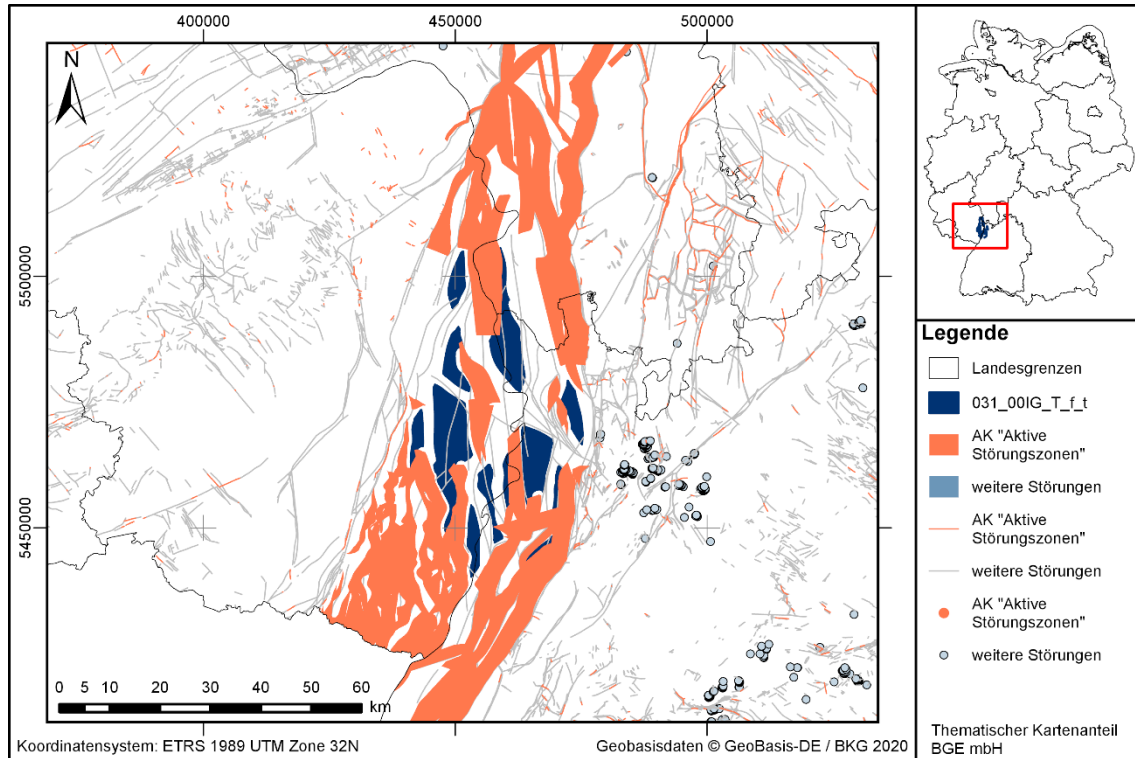 400000
450000
500000
N
5500000
5450000
5500000
5450000
0 5 10 20 30 40 50 60
km
Koordinatensystem: ETRS 1989 UTM Zone 32N
Geobasisdaten © GeoBasis-DE / BKG 2020
Legende
Landesgrenzen
031_00IG_T_f_t
AK "Aktive
Störungszonen"
weitere Störungen
AK "Aktive
Störungszonen"
weitere Störungen
AK "Aktive
Störungszonen"
weitere Störungen
Thematischer Kartenanteil
BGE mbH